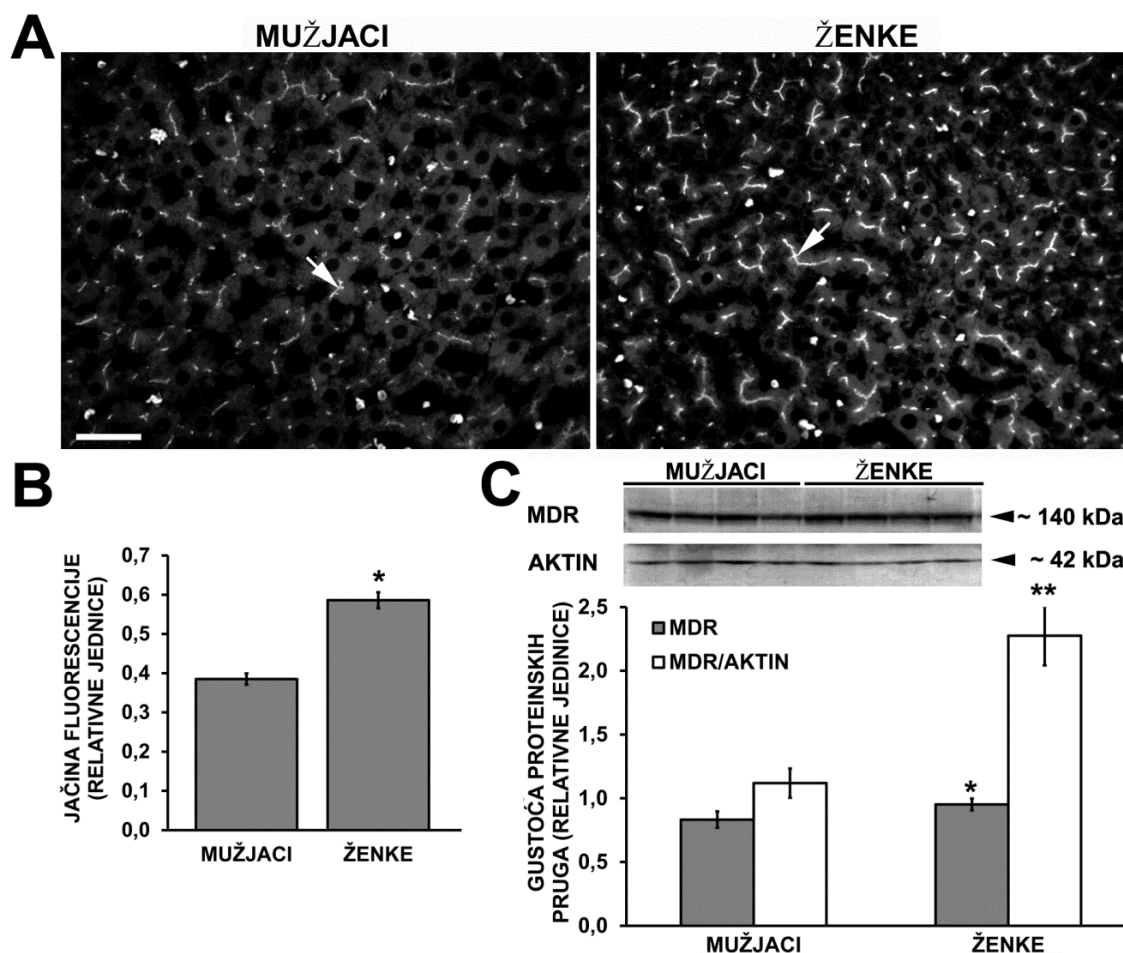 A
MUŽJACI
ŽENKE
B
JAČINA FLUORESCENCIJE
(RELATIVNE JEDNICE)
0,7
0,6
0,5
0,4
0,3
0,2
0,1
0,0
*
MUŽJACI
ŽENKE
C
MUŽJACI
ŽENKE
MDR
~ 140 kDa
AKTIN
~ 42 kDa
GUSTOĆA PROTEINSKIH
PRUGA (RELATIVNE JEDINICE)
2,5
2,0
1,5
1,0
0,5
0,0
MDR
MDR/AKTIN
*
**
MUŽJACI
ŽENKE